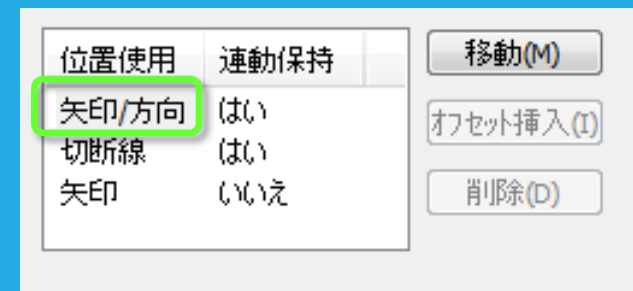 位置使用 連動保持
矢印/方向 はい
切断線 はい
矢印 いいえ
移動(M)
オフセット挿入(I)
削除(D)